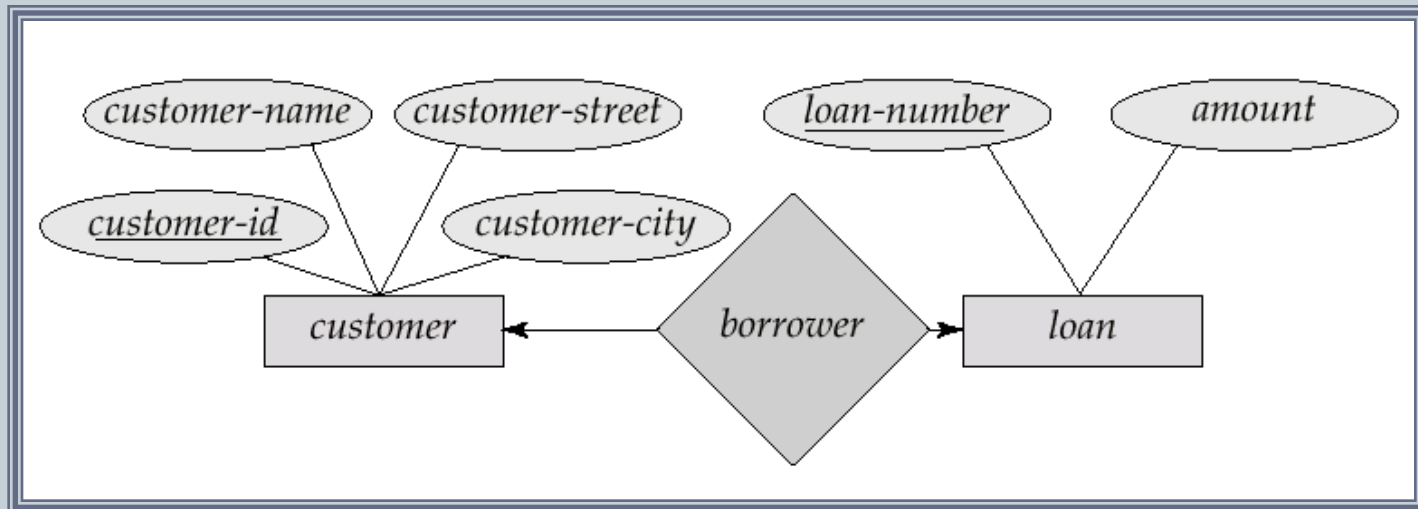 customer-name
customer-street
loan-number
amount
customer-id
customer-city
customer
borrower
loan